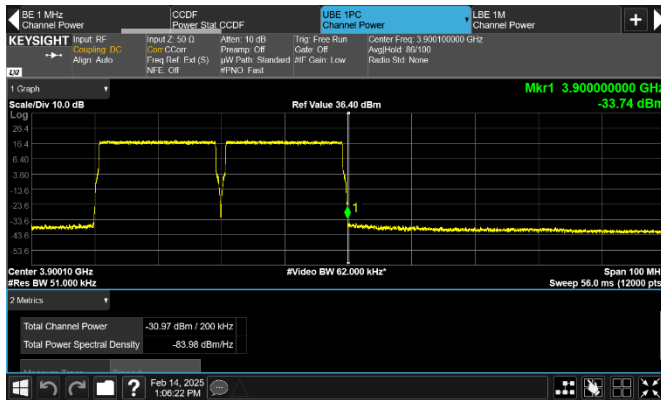 BE 1 MHz
Channel Power
CCDF
Power Stat CCDF
UBE 1PC
Channel Power
LBE 1M
Channel Power
KEYSIGHT
Input: RF
Coupling: DC
Align: Auto
Input Z: 50 Ω
Corr CCorr
Freq Ref: Ext (S)
NFE: Off
Atten: 10 dB
Preamp: Off
µW Path: Standard
#PNO: Fast
Trig: Free Run
Gate: Off
#IF Gain: Low
Center Freq: 3.900100000 GHz
Avg|Hold: 86/100
Radio Std: None
LXI
1 Graph
Mkr1 3.900000000 GHz
Scale/Div 10.0 dB
Ref Value 36.40 dBm
-33.74 dBm
Log
26.4
16.4
6.40
-3.60
-13.6
-23.6
-33.6
-43.6
-53.6
1
Center 3.90010 GHz
#Video BW 62.000 kHz*
Span 100 MH
#Res BW 51.000 kHz
Sweep 56.0 ms (12000 pts
2 Metrics
Total Channel Power -30.97 dBm / 200 kHz
Total Power Spectral Density -83.98 dBm/Hz
Feb 14, 2025
1:06:22 PM